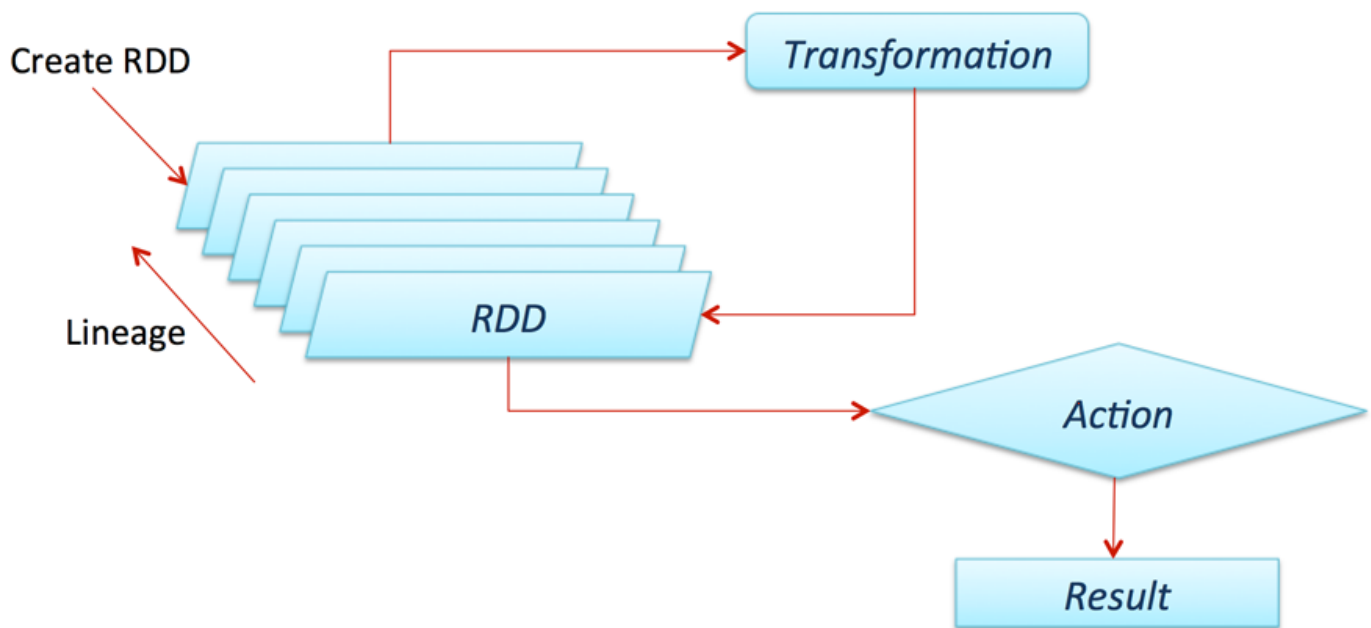 Transformation
Create RDD
RDD
Lineage
Action
Result